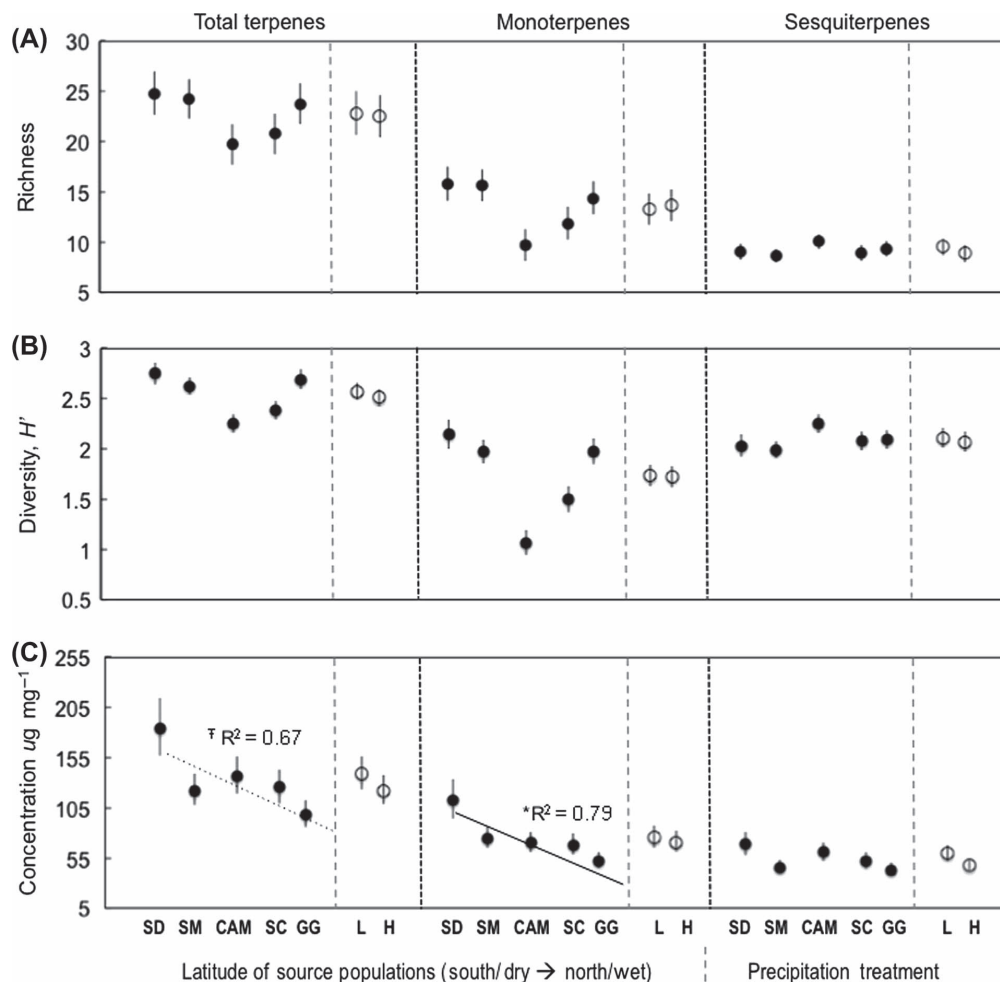 Total terpenes Monoterpenes Sesquiterpenes
(A)
30
25
20
15
10
5
Richness
(B)
3
2.5
2
1.5
1
0.5
Diversity, H'
(C)
255
205
155
105
55
5
Concentration ug mg⁻¹
Ŧ R² = 0.67
*R² = 0.79
SD SM CAM SC GG L H SD SM CAM SC GG L H SD SM CAM SC GG L H
Latitude of source populations (south/dry → north/wet) Precipitation treatment